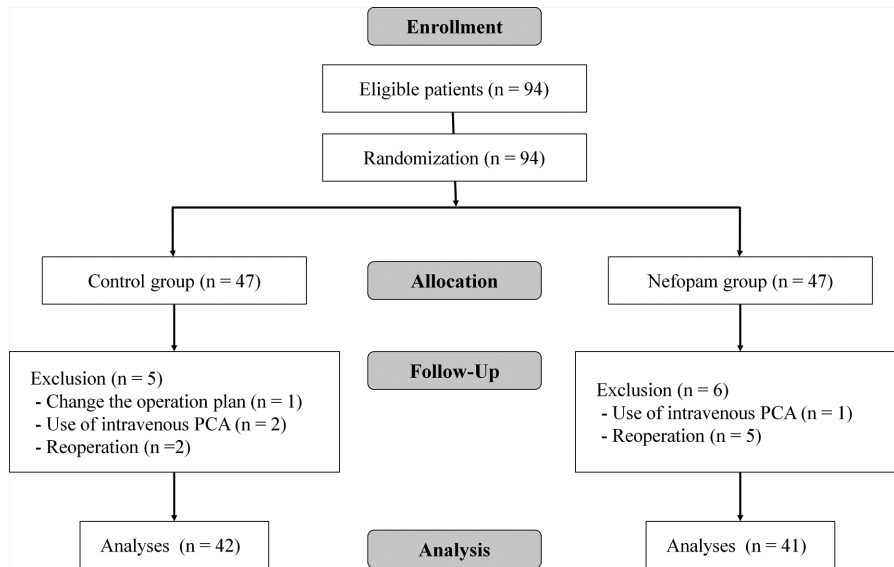 Enrollment
Eligible patients (n = 94)
Randomization (n = 94)
Control group (n = 47)
Allocation
Nefopam group (n = 47)
Exclusion (n = 5)
- Change the operation plan (n = 1)
- Use of intravenous PCA (n = 2)
- Reoperation (n =2)
Follow-Up
Exclusion (n = 6)
- Use of intravenous PCA (n = 1)
- Reoperation (n = 5)
Analyses (n = 42)
Analysis
Analyses (n = 41)